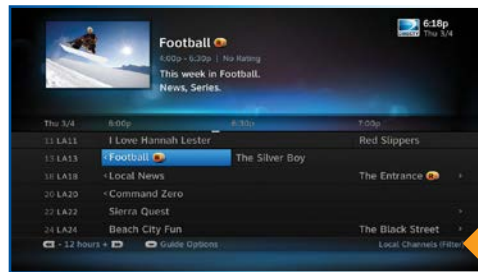 Football
6:18p
DIRECTV Thu 3/4
4:00p - 6:30p | No Rating
This week in Football.
News, Series.
Thu 3/4 6:00p 6:30p 7:00p
11 LA11 I Love Hannah Lester Red Slippers
13 LA13 Football The Silver Boy
18 LA18 Local News The Entrance
20 LA20 Command Zero
22 LA22 Sierra Quest
24 LA24 Beach City Fun The Black Street
- 12 hours + Guide Options Local Channels (Filter)